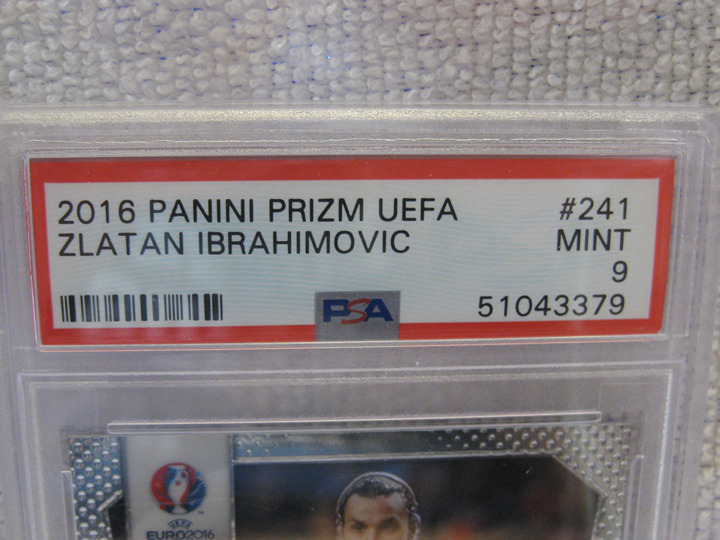 2016 PANINI PRIZM UEFA #241
ZLATAN IBRAHIMOVIC MINT
9
PSA 51043379
UEFA
EURO2016